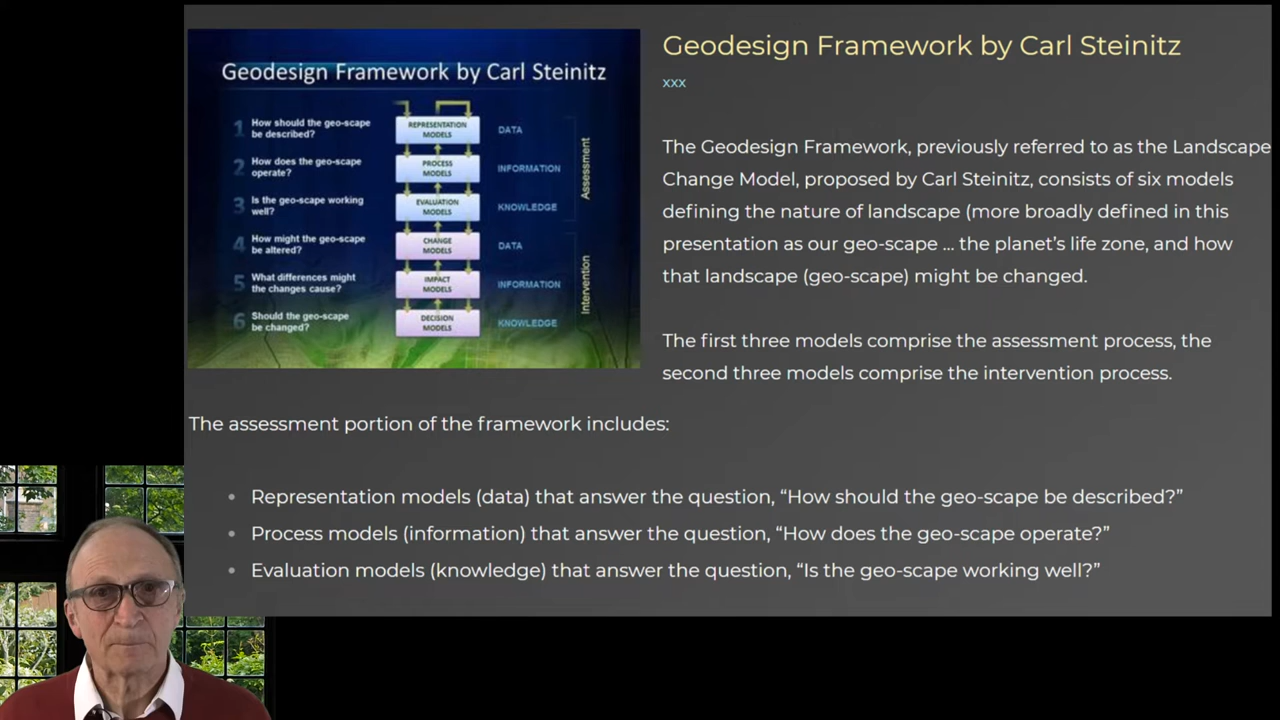 Geodesign Framework by Carl Steinitz
1 How should the geo-scape
be described?
REPRESENTATION
MODELS
DATA
2 How does the geo-scape
operate?
PROCESS
MODELS
INFORMATION
3 Is the geo-scape working
well?
EVALUATION
MODELS
KNOWLEDGE
Assessment
4 How might the geo-scape
be altered?
CHANGE
MODELS
DATA
5 What differences might
the changes cause?
IMPACT
MODELS
INFORMATION
6 Should the geo-scape
be changed?
DECISION
MODELS
KNOWLEDGE
Intervention
Geodesign Framework by Carl Steinitz
xxx
The Geodesign Framework, previously referred to as the Landscape
Change Model, proposed by Carl Steinitz, consists of six models
defining the nature of landscape (more broadly defined in this
presentation as our geo-scape ... the planet’s life zone, and how
that landscape (geo-scape) might be changed.
The first three models comprise the assessment process, the
second three models comprise the intervention process.
The assessment portion of the framework includes:
• Representation models (data) that answer the question, “How should the geo-scape be described?”
• Process models (information) that answer the question, “How does the geo-scape operate?”
• Evaluation models (knowledge) that answer the question, “Is the geo-scape working well?”